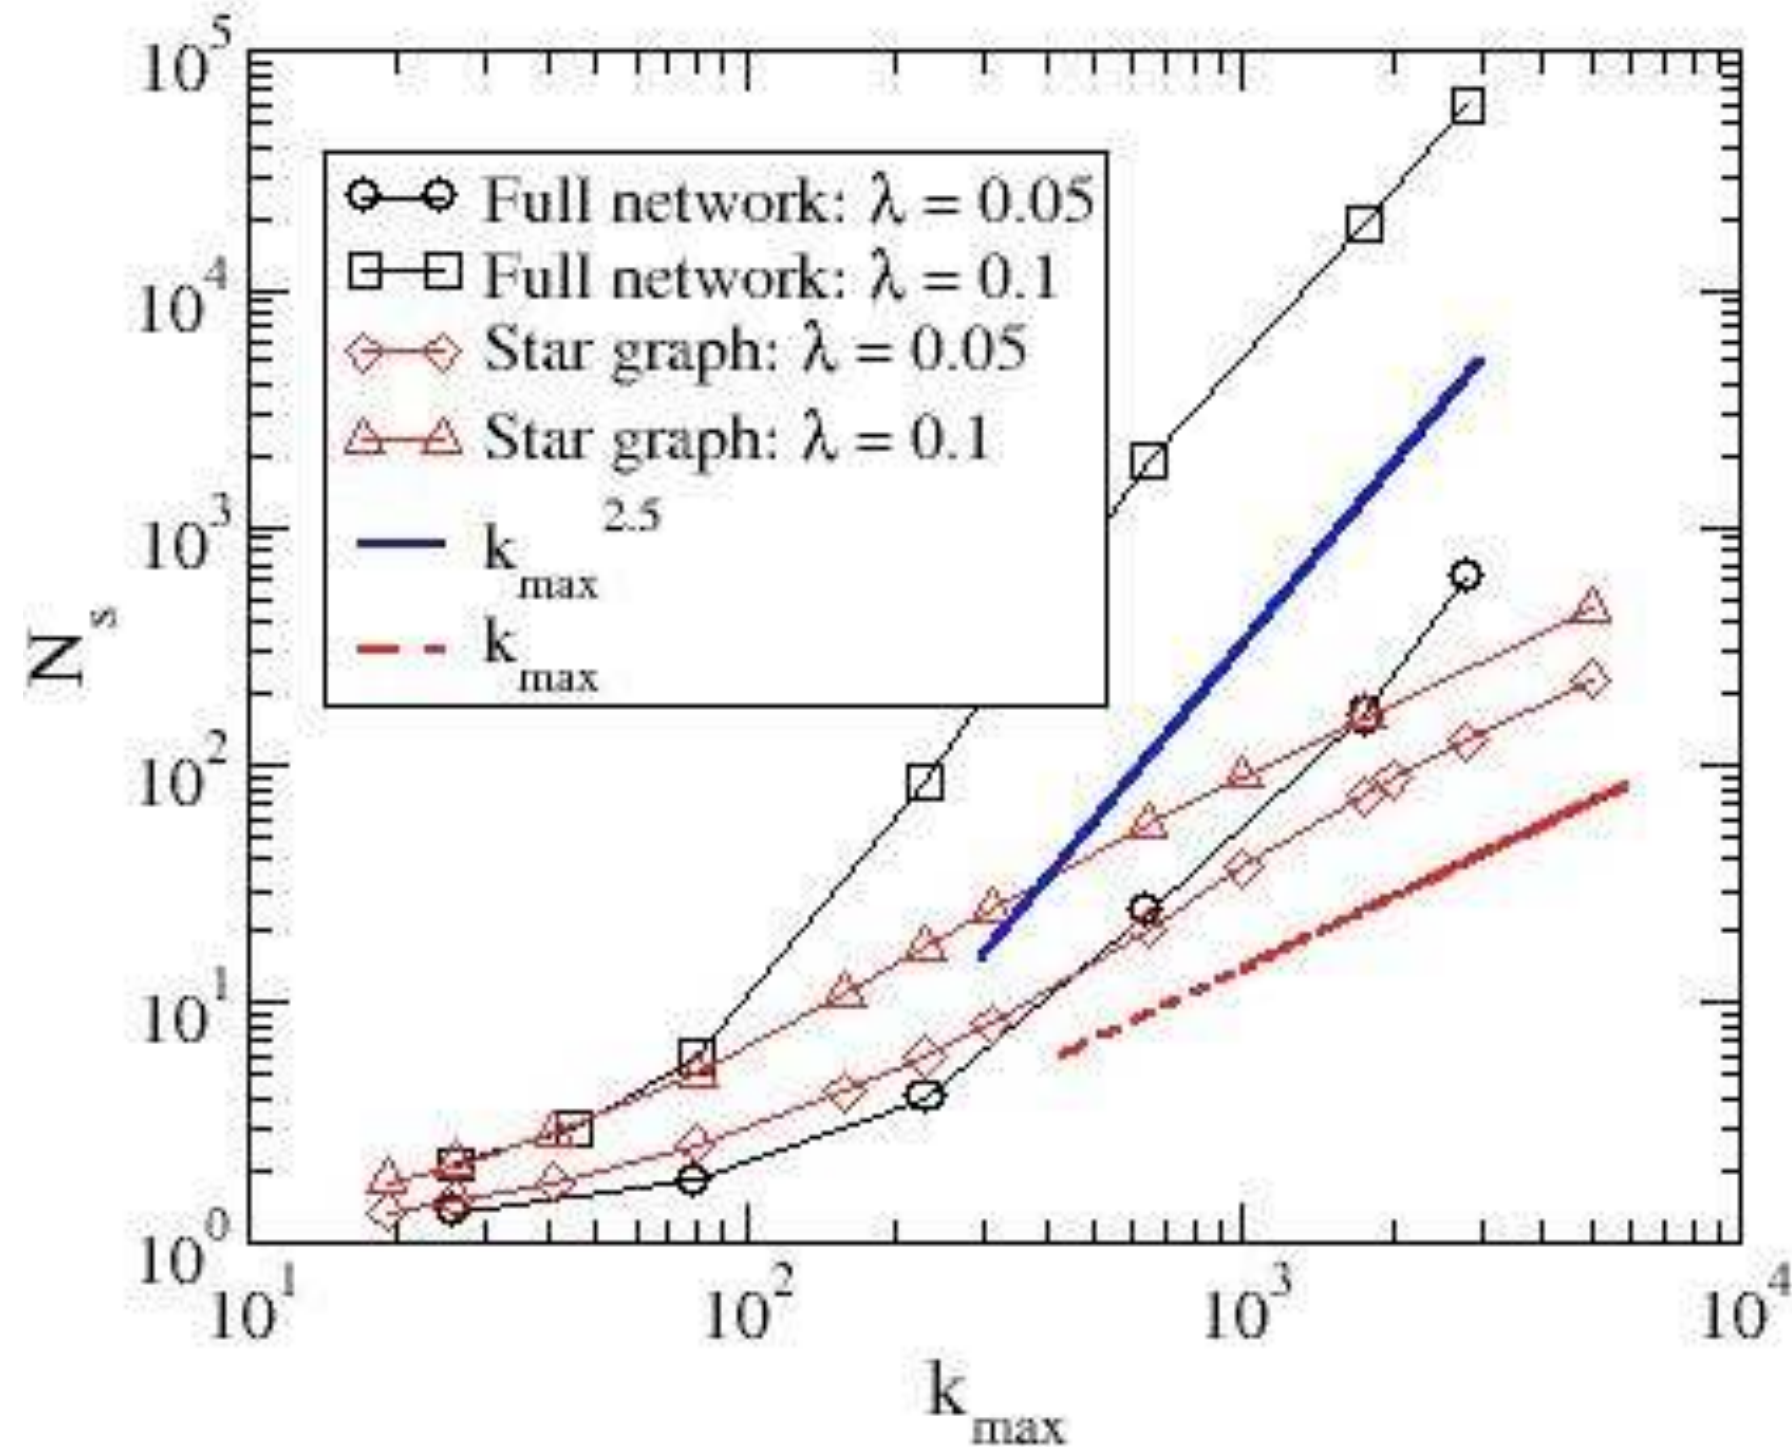 10^5
10^4
10^3
10^2
10^1
10^0
N_s
Full network: λ = 0.05
Full network: λ = 0.1
Star graph: λ = 0.05
Star graph: λ = 0.1
k_max^2.5
k_max
10^1 10^2 10^3 10^4
k_max